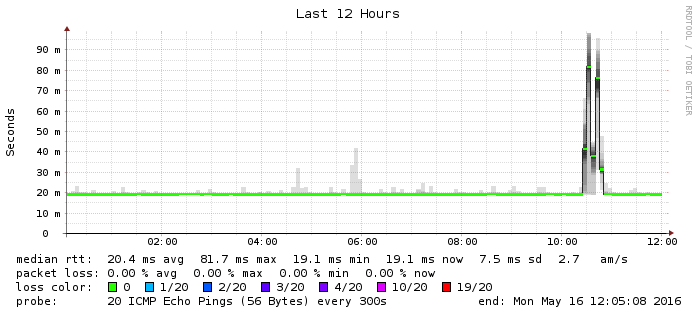 Last 12 Hours
RRDTOOL / TOBI OETIKER
Seconds
90 m
80 m
70 m
60 m
50 m
40 m
30 m
20 m
10 m
0
02:00 04:00 06:00 08:00 10:00 12:00
median rtt: 20.4 ms avg 81.7 ms max 19.1 ms min 19.1 ms now 7.5 ms sd 2.7 am/s
packet loss: 0.00 % avg 0.00 % max 0.00 % min 0.00 % now
loss color: 0 1/20 2/20 3/20 4/20 10/20 19/20
probe: 20 ICMP Echo Pings (56 Bytes) every 300s end: Mon May 16 12:05:08 2016